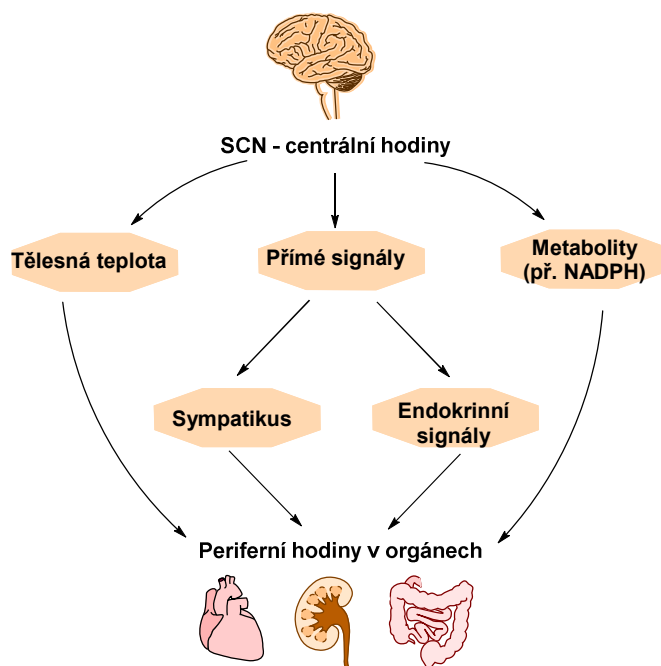 SCN - centrální hodiny
Tělesná teplota
Přímé signály
Metabolity
(př. NADPH)
Sympatikus
Endokrinní
signály
Periferní hodiny v orgánech